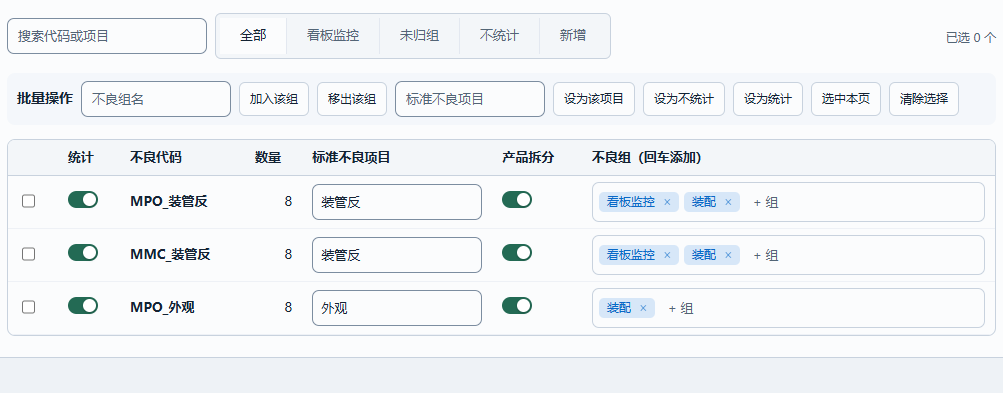 搜索代码或项目 全部 看板监控 未归组 不统计 新增 已选 0 个
批量操作 不良组名 加入该组 移出该组 标准不良项目 设为该项目 设为不统计 设为统计 选中本页 清除选择
统计 不良代码 数量 标准不良项目 产品拆分 不良组（回车添加）
MPO_装管反 8 装管反 看板监控 × 装配 × + 组
MMC_装管反 8 装管反 看板监控 × 装配 × + 组
MPO_外观 8 外观 装配 × + 组